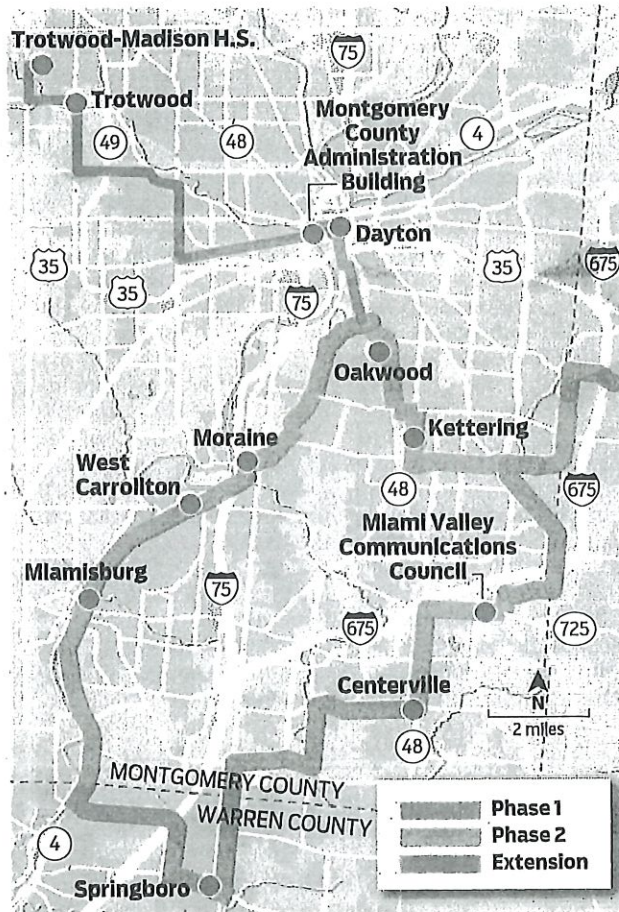 75
Trotwood-Madison H.S.
Trotwood
Montgomery
County
Administration
Building
49
48
4
Dayton
35
35
75
35
675
Oakwood
Kettering
Moraine
West
Carrollton
48
675
Miami Valley
Communications
Council
Miamisburg
75
675
725
Centerville
N
2 miles
48
MONTGOMERY COUNTY
WARREN COUNTY
4
Springboro
Phase 1
Phase 2
Extension